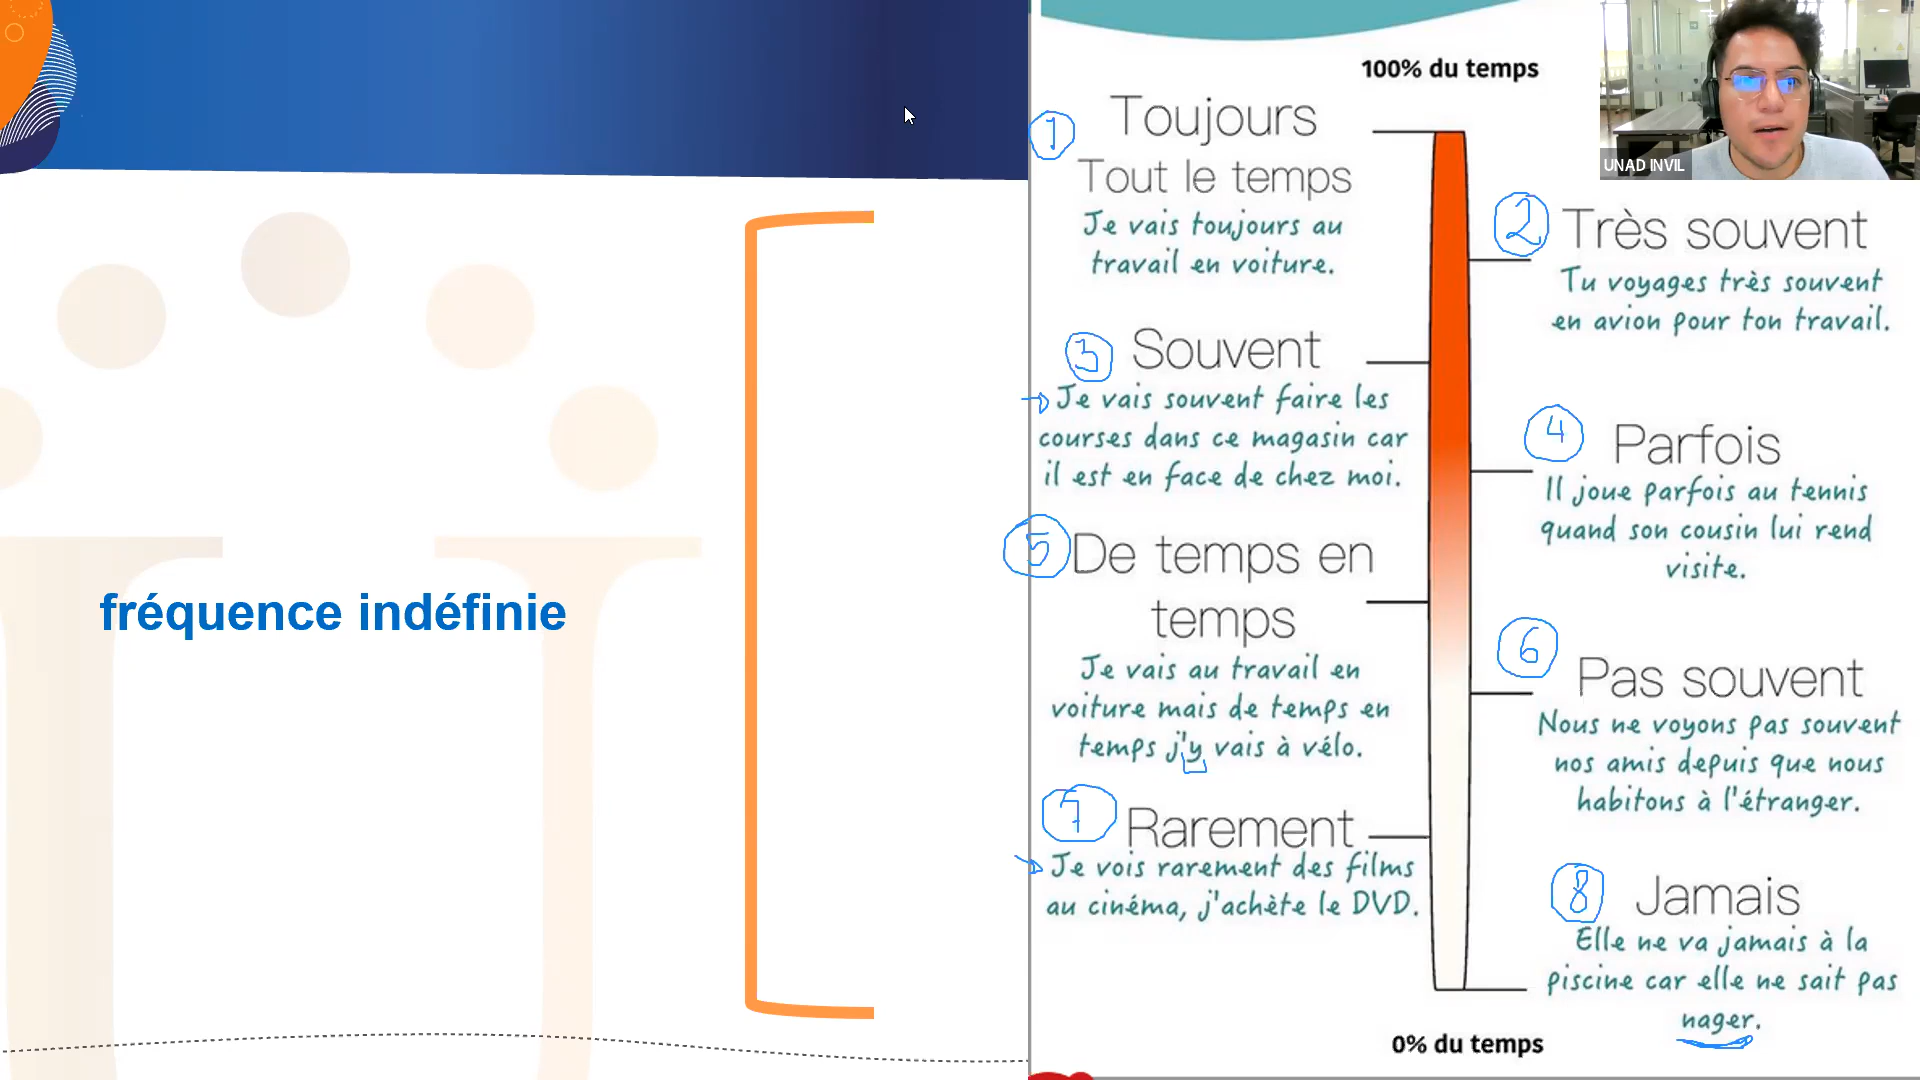 100% du temps
UNAD INVIL
1
Toujours
Tout le temps
Je vais toujours au
travail en voiture.
2
Très souvent
Tu voyages très souvent
en avion pour ton travail.
3
Souvent
Je vais souvent faire les
courses dans ce magasin car
il est en face de chez moi.
4
Parfois
Il joue parfois au tennis
quand son cousin lui rend
visite.
5
De temps en
temps
Je vais au travail en
voiture mais de temps en
temps j'y vais à vélo.
fréquence indéfinie
6
Pas souvent
Nous ne voyons pas souvent
nos amis depuis que nous
habitons à l'étranger.
7
Rarement
Je vois rarement des films
au cinéma, j'achète le DVD.
8
Jamais
Elle ne va jamais à la
piscine car elle ne sait pas
nager.
0% du temps